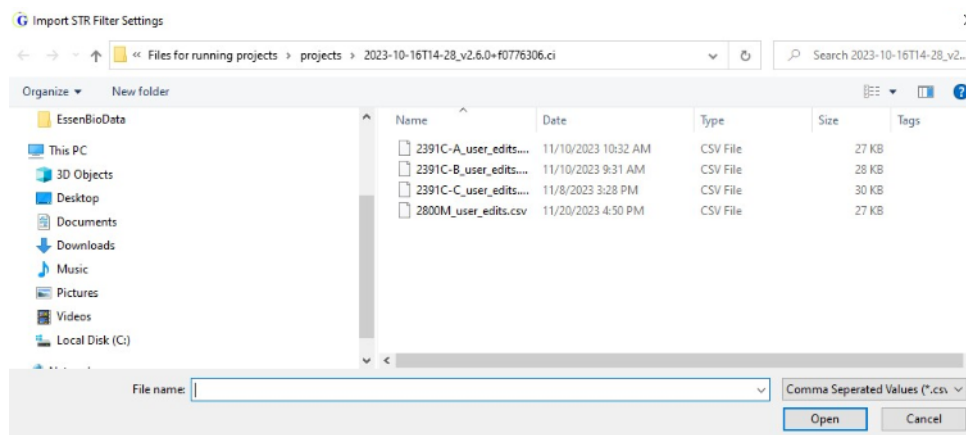 Import STR Filter Settings
« Files for running projects › projects › 2023-10-16T14-28_v2.6.0+f0776306.ci
Search 2023-10-16T14-28_v2...
Organize
New folder
EssenBioData
This PC
3D Objects
Desktop
Documents
Downloads
Music
Pictures
Videos
Local Disk (C:)
Name Date Type Size Tags
2391C-A_user_edits.... 11/10/2023 10:32 AM CSV File 27 KB
2391C-B_user_edits.... 11/10/2023 9:31 AM CSV File 28 KB
2391C-C_user_edits.... 11/8/2023 3:28 PM CSV File 30 KB
2800M_user_edits.csv 11/20/2023 4:50 PM CSV File 27 KB
File name:
Comma Seperated Values (*.csv
Open Cancel